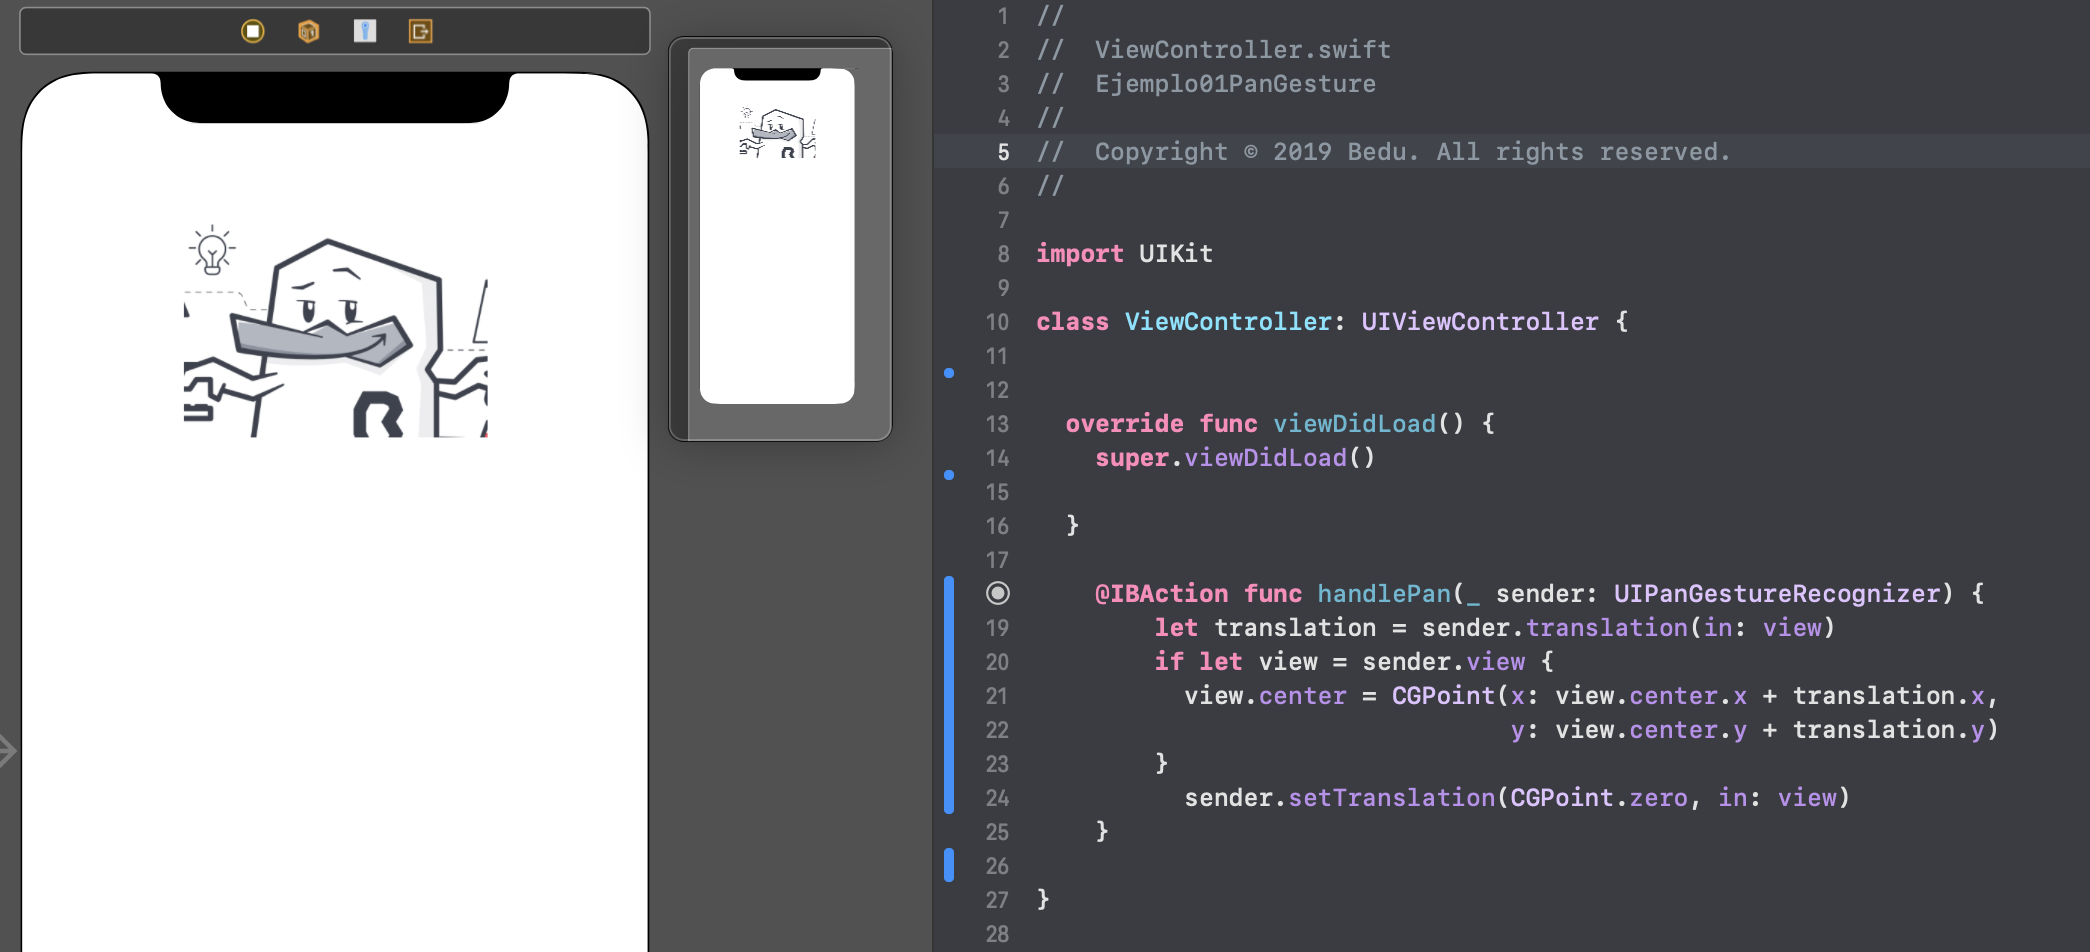 1 //
2 //  ViewController.swift
3 //  Ejemplo01PanGesture
4 //
5 //  Copyright © 2019 Bedu. All rights reserved.
6 //
7
8 import UIKit
9
10 class ViewController: UIViewController {
11
12
13   override func viewDidLoad() {
14     super.viewDidLoad()
15
16   }
17
    @IBAction func handlePan(_ sender: UIPanGestureRecognizer) {
19         let translation = sender.translation(in: view)
20         if let view = sender.view {
21           view.center = CGPoint(x: view.center.x + translation.x,
22                                 y: view.center.y + translation.y)
23         }
24           sender.setTranslation(CGPoint.zero, in: view)
25     }
26
27 }
28